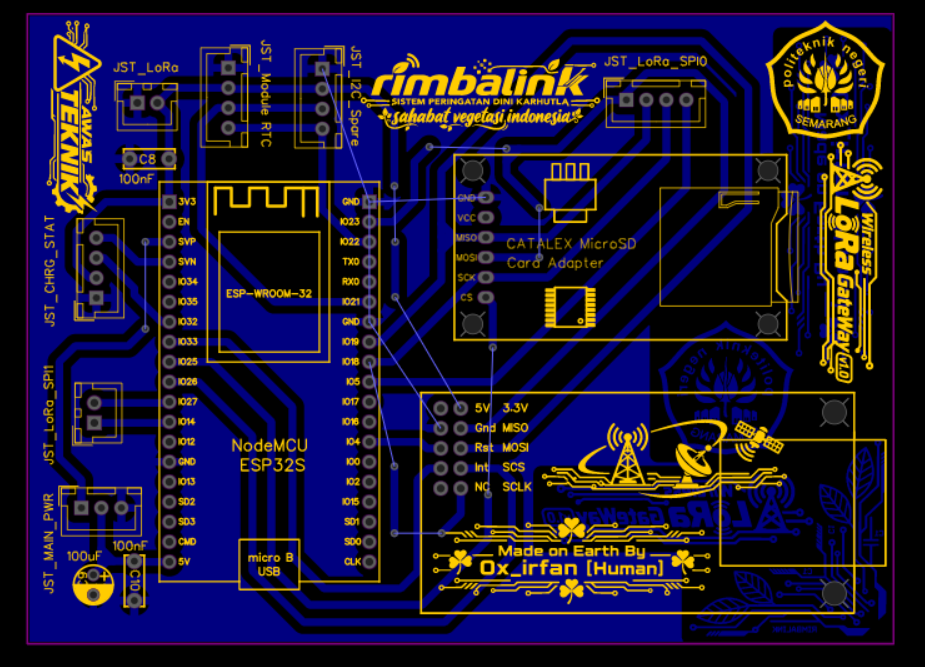 AWAS
TEKNIK
JST_LoRa
JST_Module RTC
JST_I2C_Spare
rimbalink
SISTEM PERINGATAN DINI KARHUTLA
sahabat vegetasi indonesia
JST_LoRa_SPI0
politeknik negeri
SEMARANG
C8
100nF
JST_CHRG_STAT
3V3
EN
SVP
SVN
IO34
IO35
IO32
IO33
IO25
IO26
IO27
IO14
IO12
GND
IO13
SD2
SD3
CMD
5V
ESP-WROOM-32
NodeMCU
ESP32S
micro B
USB
GND
IO23
IO22
TX0
RX0
IO21
GND
IO19
IO18
IO5
IO17
IO16
IO4
IO0
IO2
IO15
SD1
SD0
CLK
GND
VCC
MISO
MOSI
SCK
CS
CATALEX MicroSD
Card Adapter
Wireless
LoRa GateWay v1.0
JST_LoRa_SPI1
JST_MAIN_PWR
100uF
100nF
C10
5V 3.3V
Gnd MISO
Rst MOSI
Int SCS
NC SCLK
Made on Earth By
0x_irfan [Human]